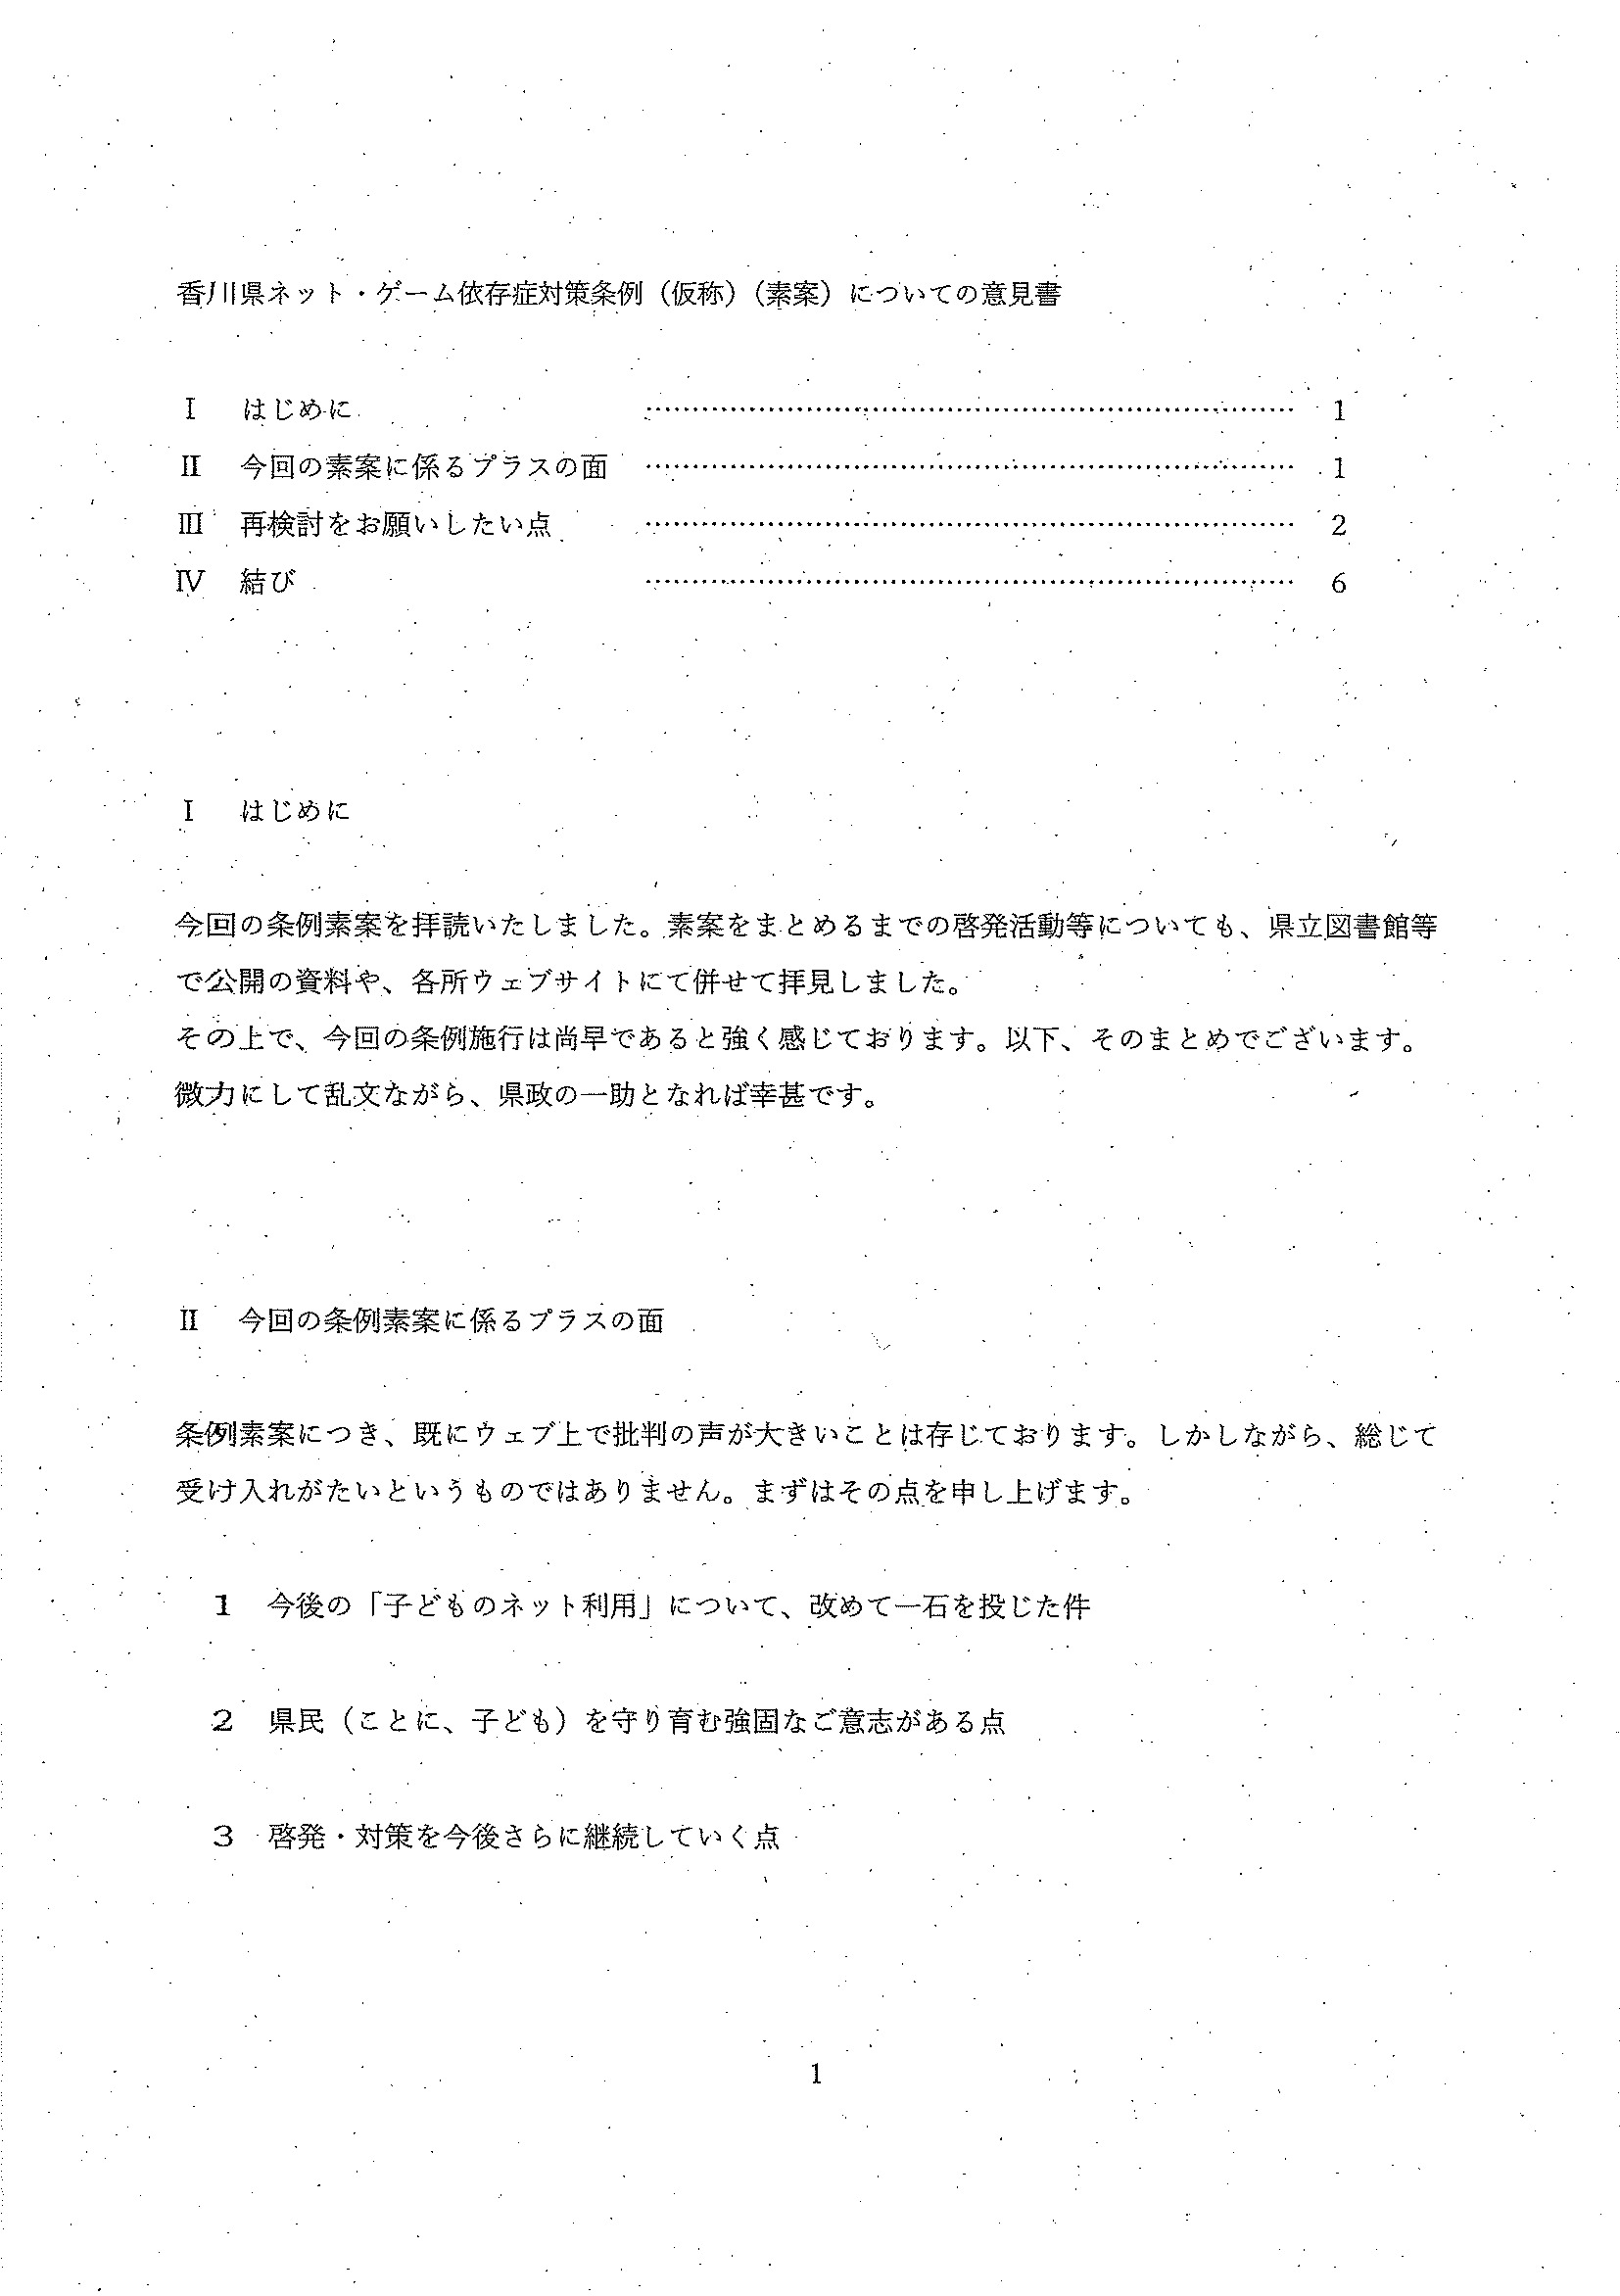 香川県ネット・ゲーム依存症対策条例（仮称）（素案）についての意見書
Ⅰ　はじめに ………………………………………………………… 1
Ⅱ　今回の素案に係るプラスの面 ………………………………………………………… 1
Ⅲ　再検討をお願いしたい点 ………………………………………………………… 2
Ⅳ　結び ………………………………………………………… 6
Ⅰ　はじめに
今回の条例素案を拝読いたしました。素案をまとめるまでの啓発活動等についても、県立図書館等
で公開の資料や、各所ウェブサイトにて併せて拝見しました。
その上で、今回の条例施行は尚早であると強く感じております。以下、そのまとめでございます。
微力にして乱文ながら、県政の一助となれば幸甚です。
Ⅱ　今回の条例素案に係るプラスの面
条例素案につき、既にウェブ上で批判の声が大きいことは存じております。しかしながら、総じて
受け入れがたいというものではありません。まずはその点を申し上げます。
１　今後の「子どものネット利用」について、改めて一石を投じた件
２　県民（ことに、子ども）を守り育む強固なご意志がある点
３　啓発・対策を今後さらに継続していく点
1